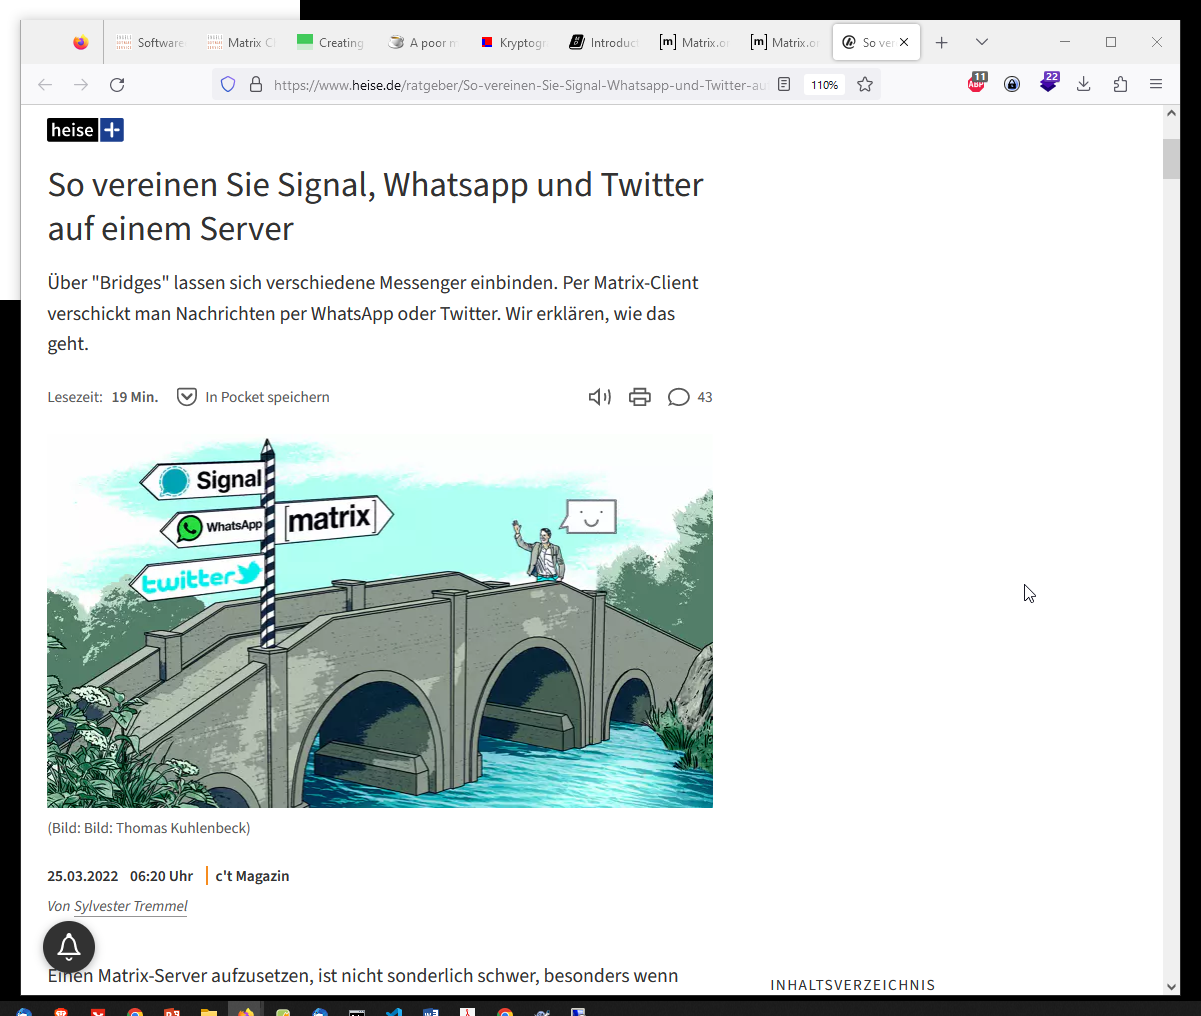 Software
Matrix Cl
Creating
A poor m
Kryptogr
Introduct
[m] Matrix.or
[m] Matrix.or
So ver
https://www.heise.de/ratgeber/So-vereinen-Sie-Signal-Whatsapp-und-Twitter-au
110%
ABP
11
22
heise+
So vereinen Sie Signal, Whatsapp und Twitter
auf einem Server
Über "Bridges" lassen sich verschiedene Messenger einbinden. Per Matrix-Client
verschickt man Nachrichten per WhatsApp oder Twitter. Wir erklären, wie das
geht.
Lesezeit: 19 Min.
In Pocket speichern
43
Signal
WhatsApp
[matrix]
twitter
(Bild: Bild: Thomas Kuhlenbeck)
25.03.2022 06:20 Uhr
c't Magazin
Von Sylvester Tremmel
Einen Matrix-Server aufzusetzen, ist nicht sonderlich schwer, besonders wenn
INHALTSVERZEICHNIS